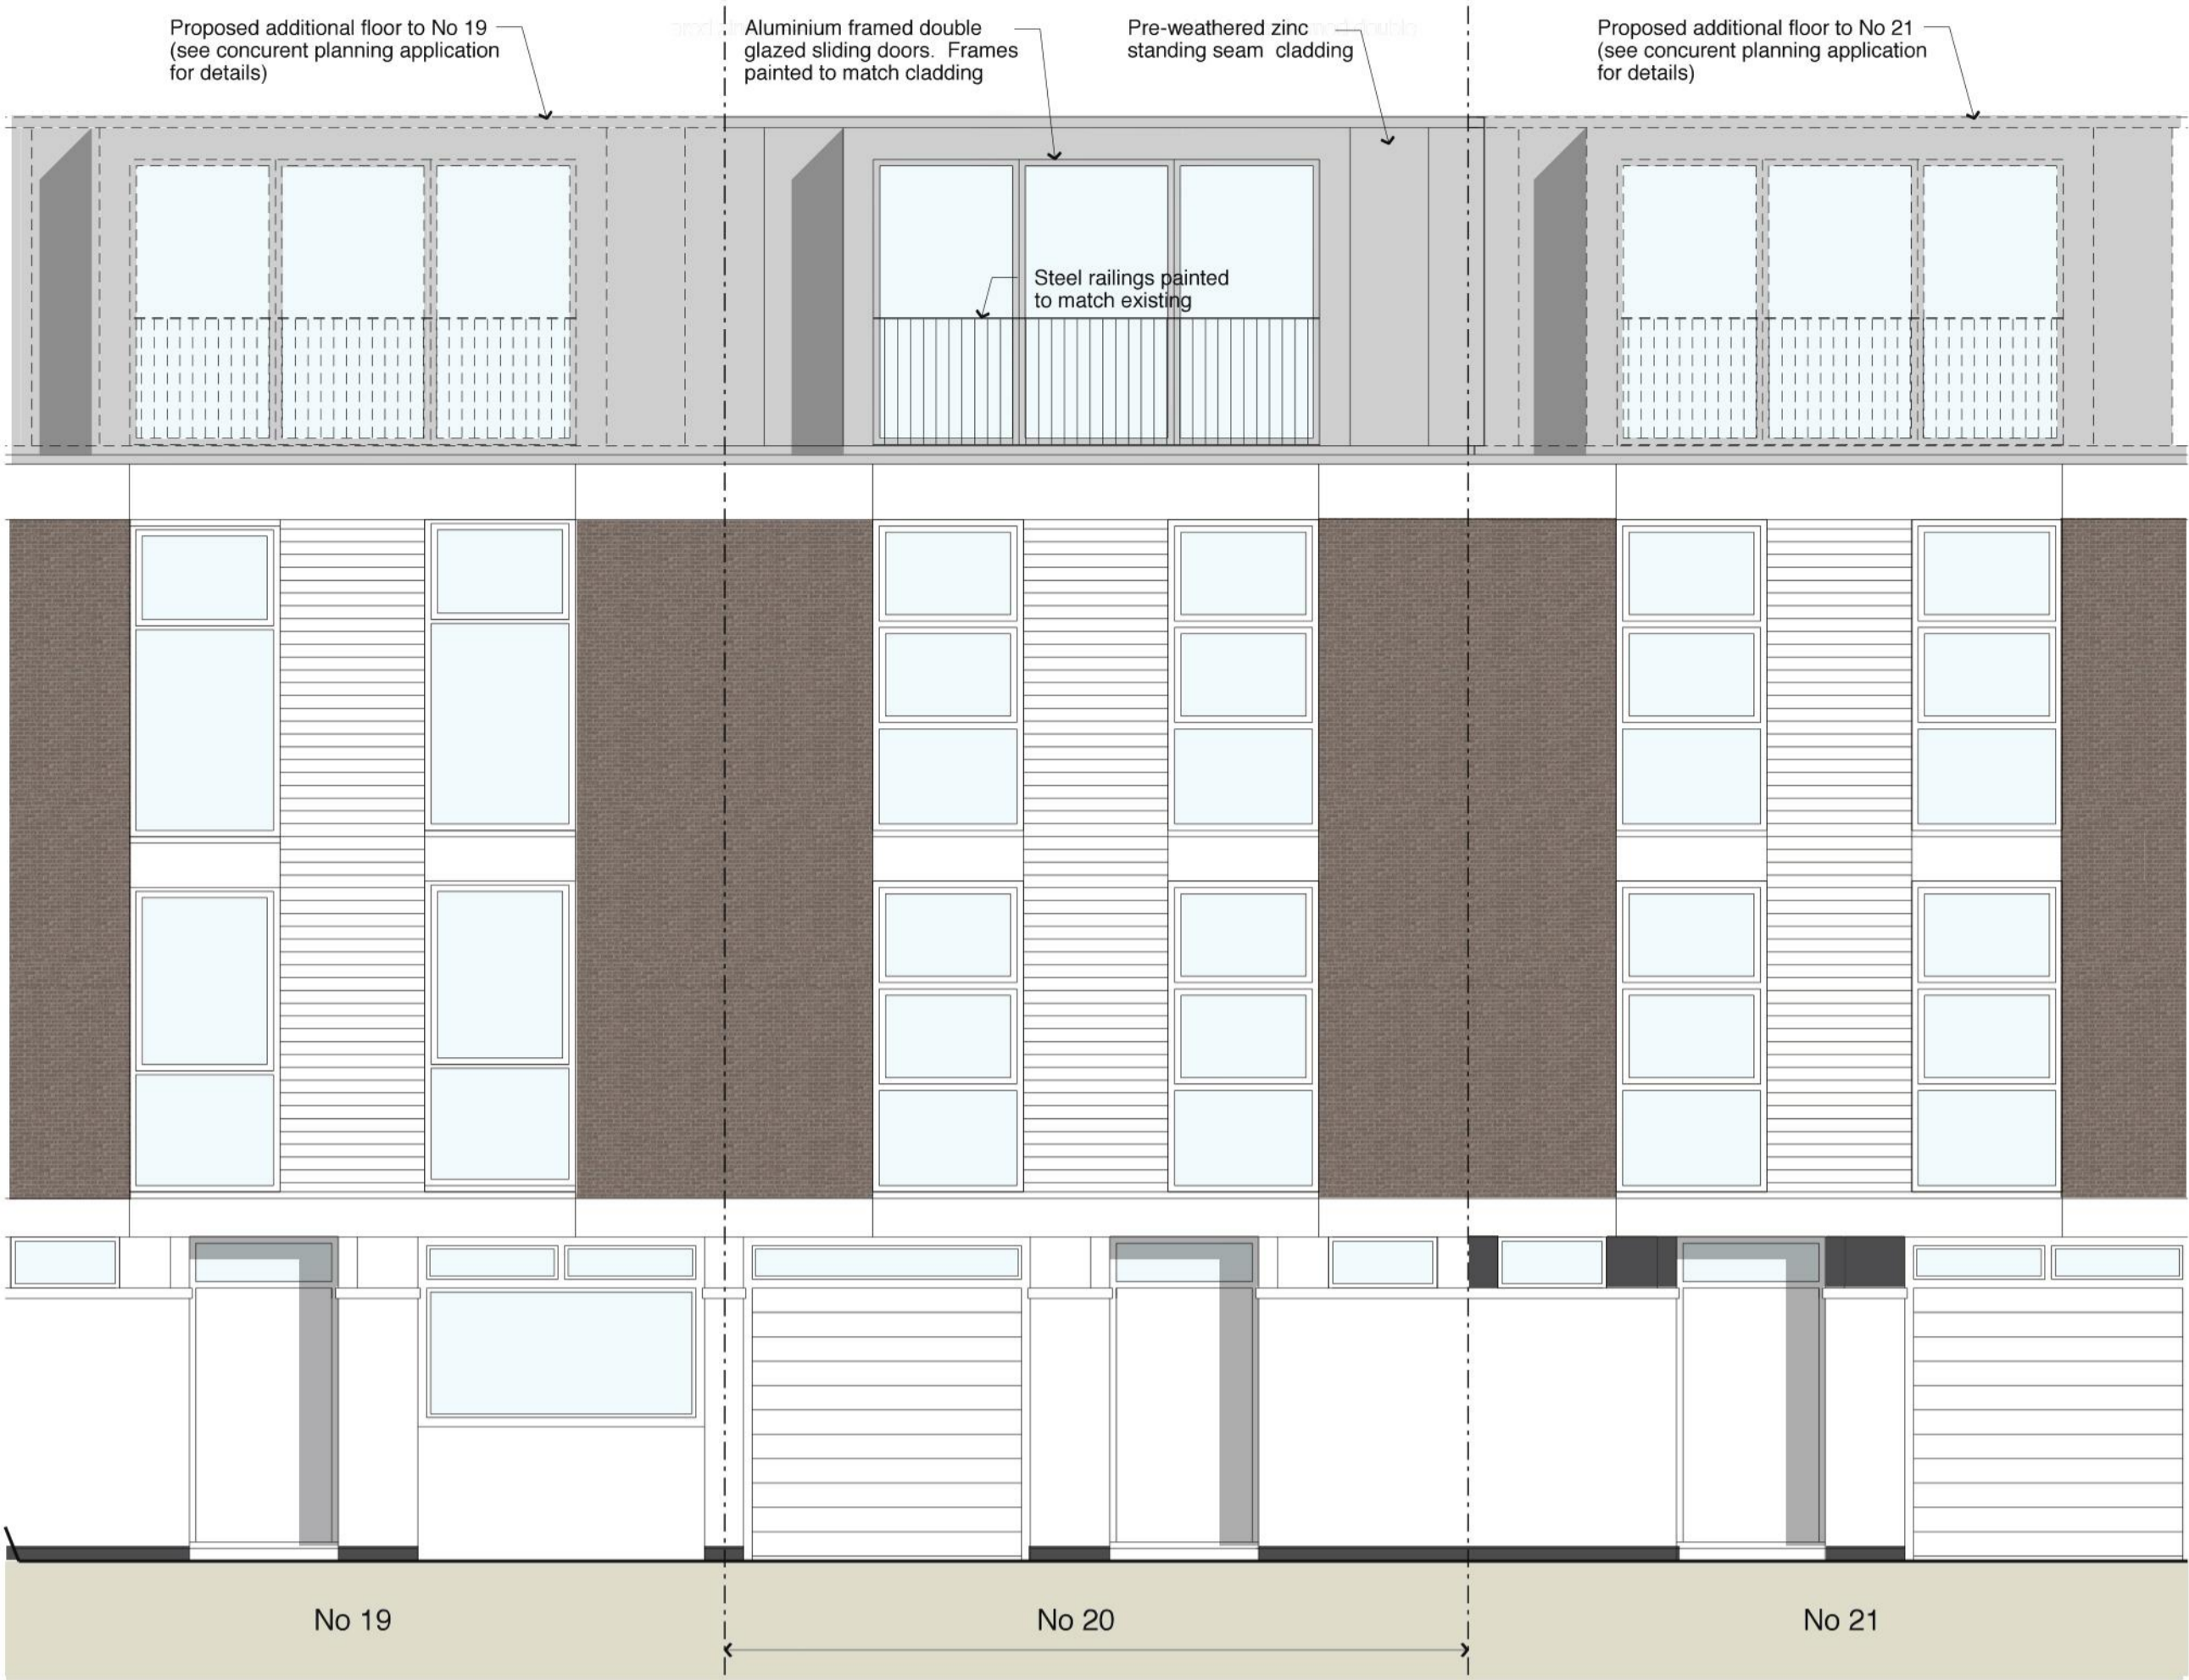 Proposed additional floor to No 19
(see concurent planning application
for details)
Aluminium framed double
glazed sliding doors. Frames
painted to match cladding
Pre-weathered zinc
standing seam cladding
Proposed additional floor to No 21
(see concurent planning application
for details)
Steel railings painted
to match existing
No 19
No 20
No 21